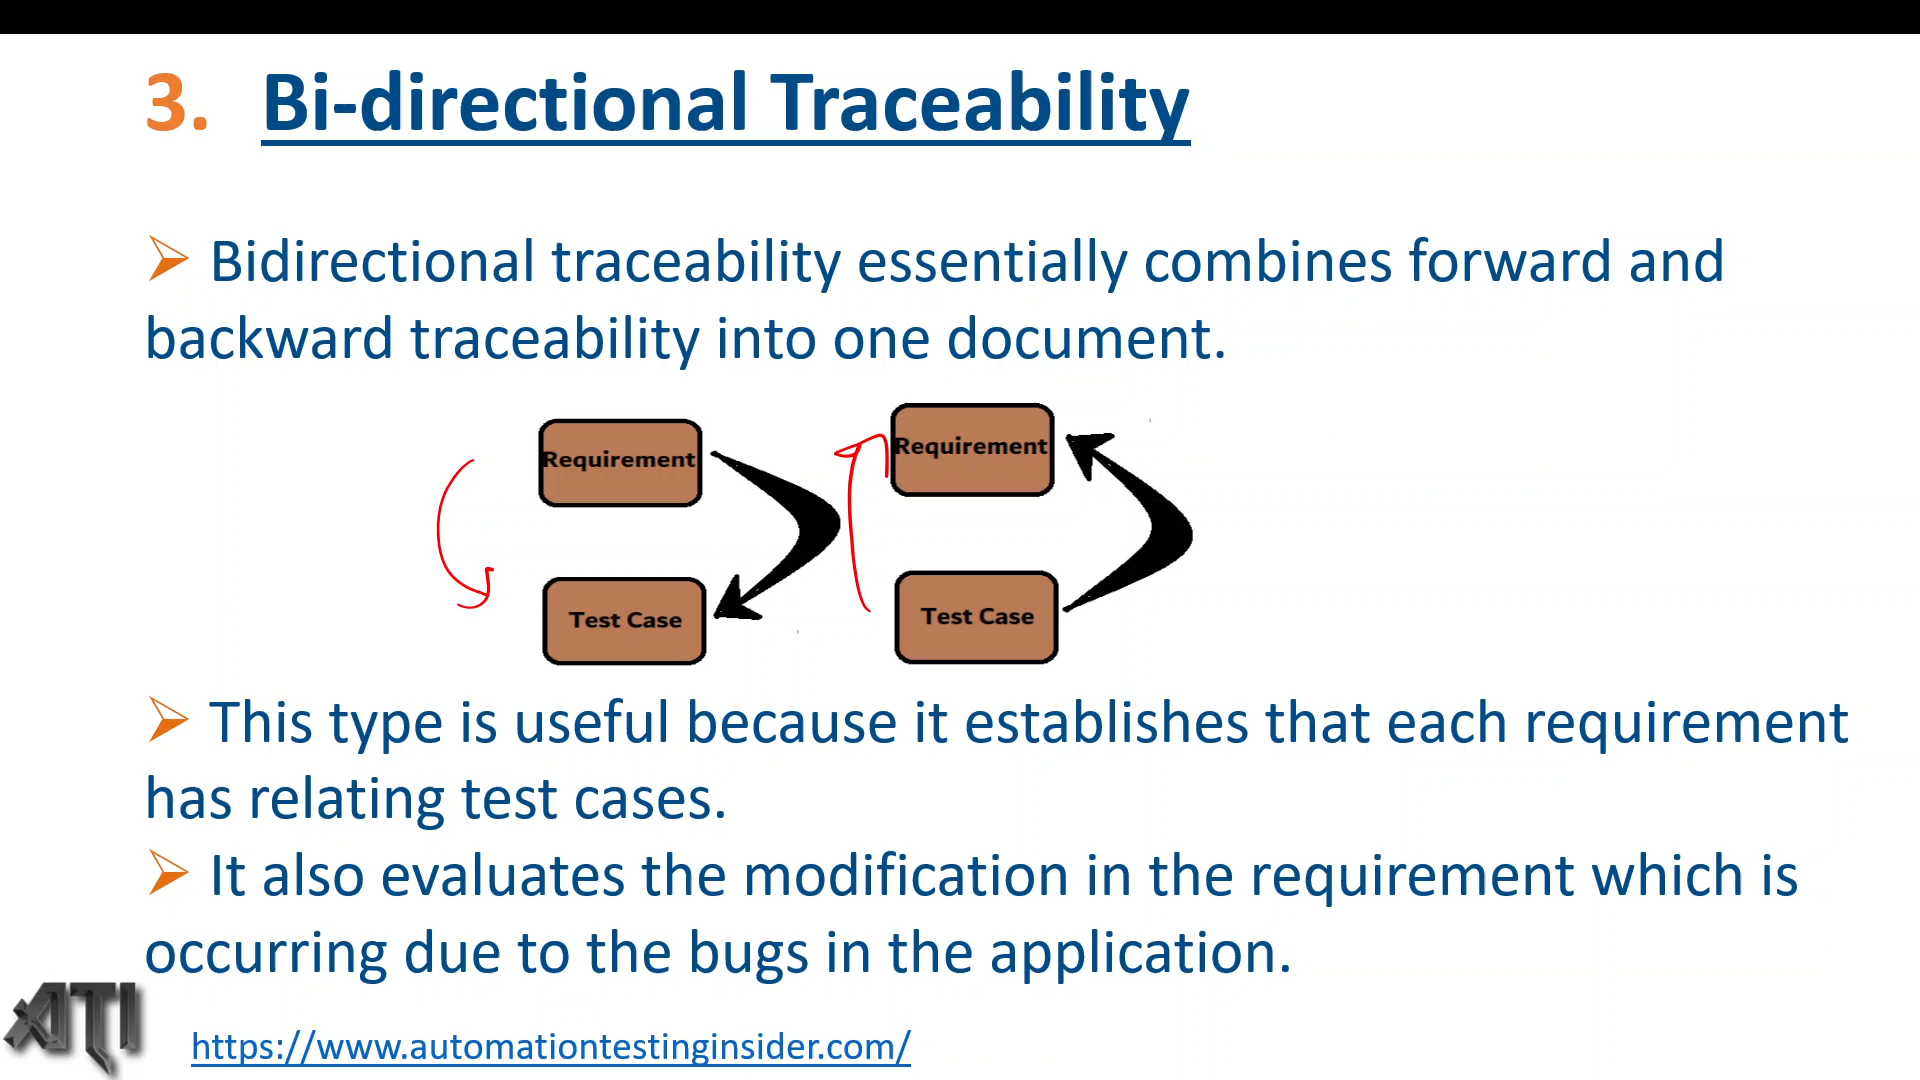 3. Bi-directional Traceability
Bidirectional traceability essentially combines forward and
backward traceability into one document.
Requirement
Test Case
Requirement
Test Case
This type is useful because it establishes that each requirement
has relating test cases.
It also evaluates the modification in the requirement which is
occurring due to the bugs in the application.
ATI
https://www.automationtestinginsider.com/